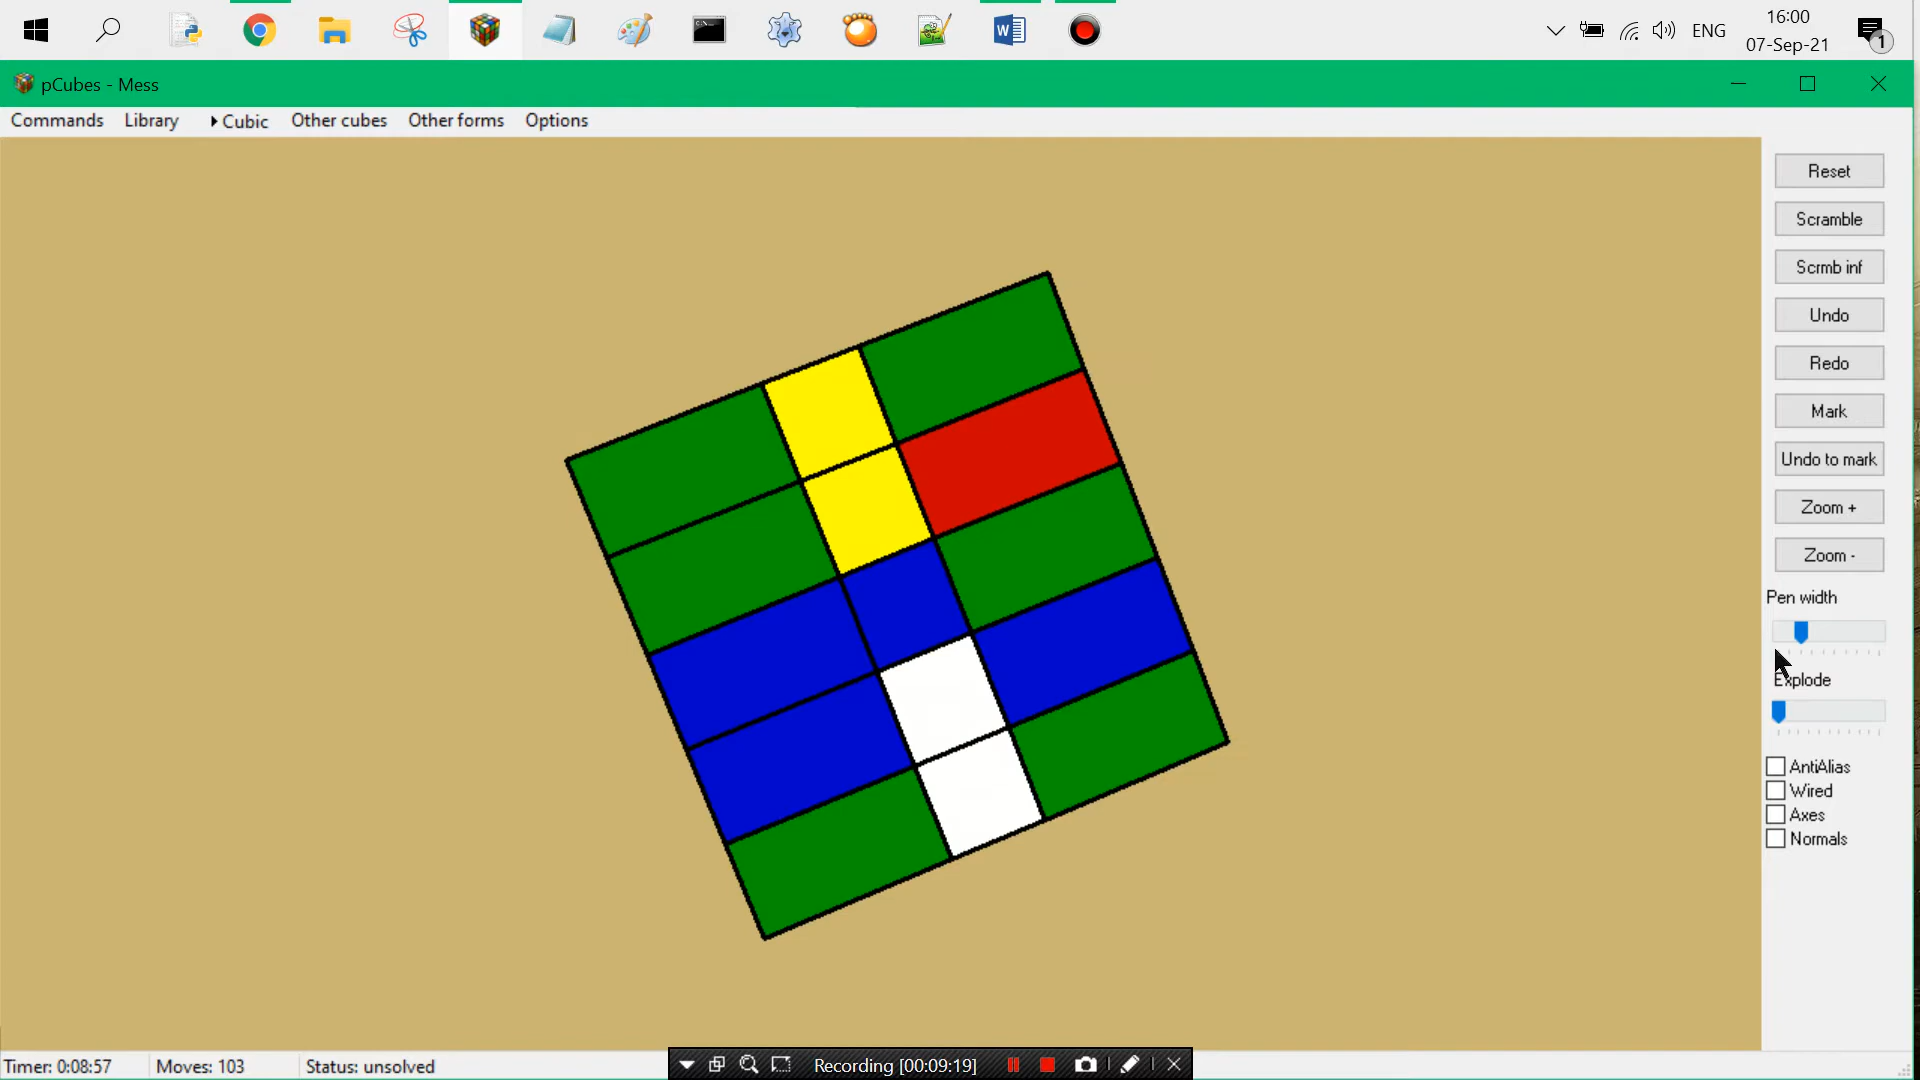 16:00
ENG
07-Sep-21
1
pCubes - Mess
Commands Library Cubic Other cubes Other forms Options
Reset
Scramble
Scrmb inf
Undo
Redo
Mark
Undo to mark
Zoom +
Zoom -
Pen width
Explode
AntiAlias
Wired
Axes
Normals
Timer: 0:08:57 Moves: 103 Status: unsolved
Recording [00:09:19]